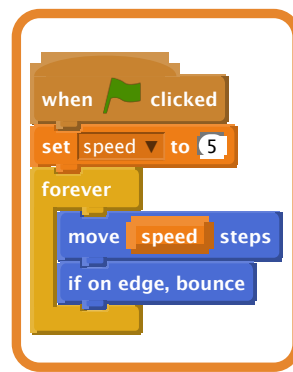 when clicked
set speed to 5
forever
move speed steps
if on edge, bounce